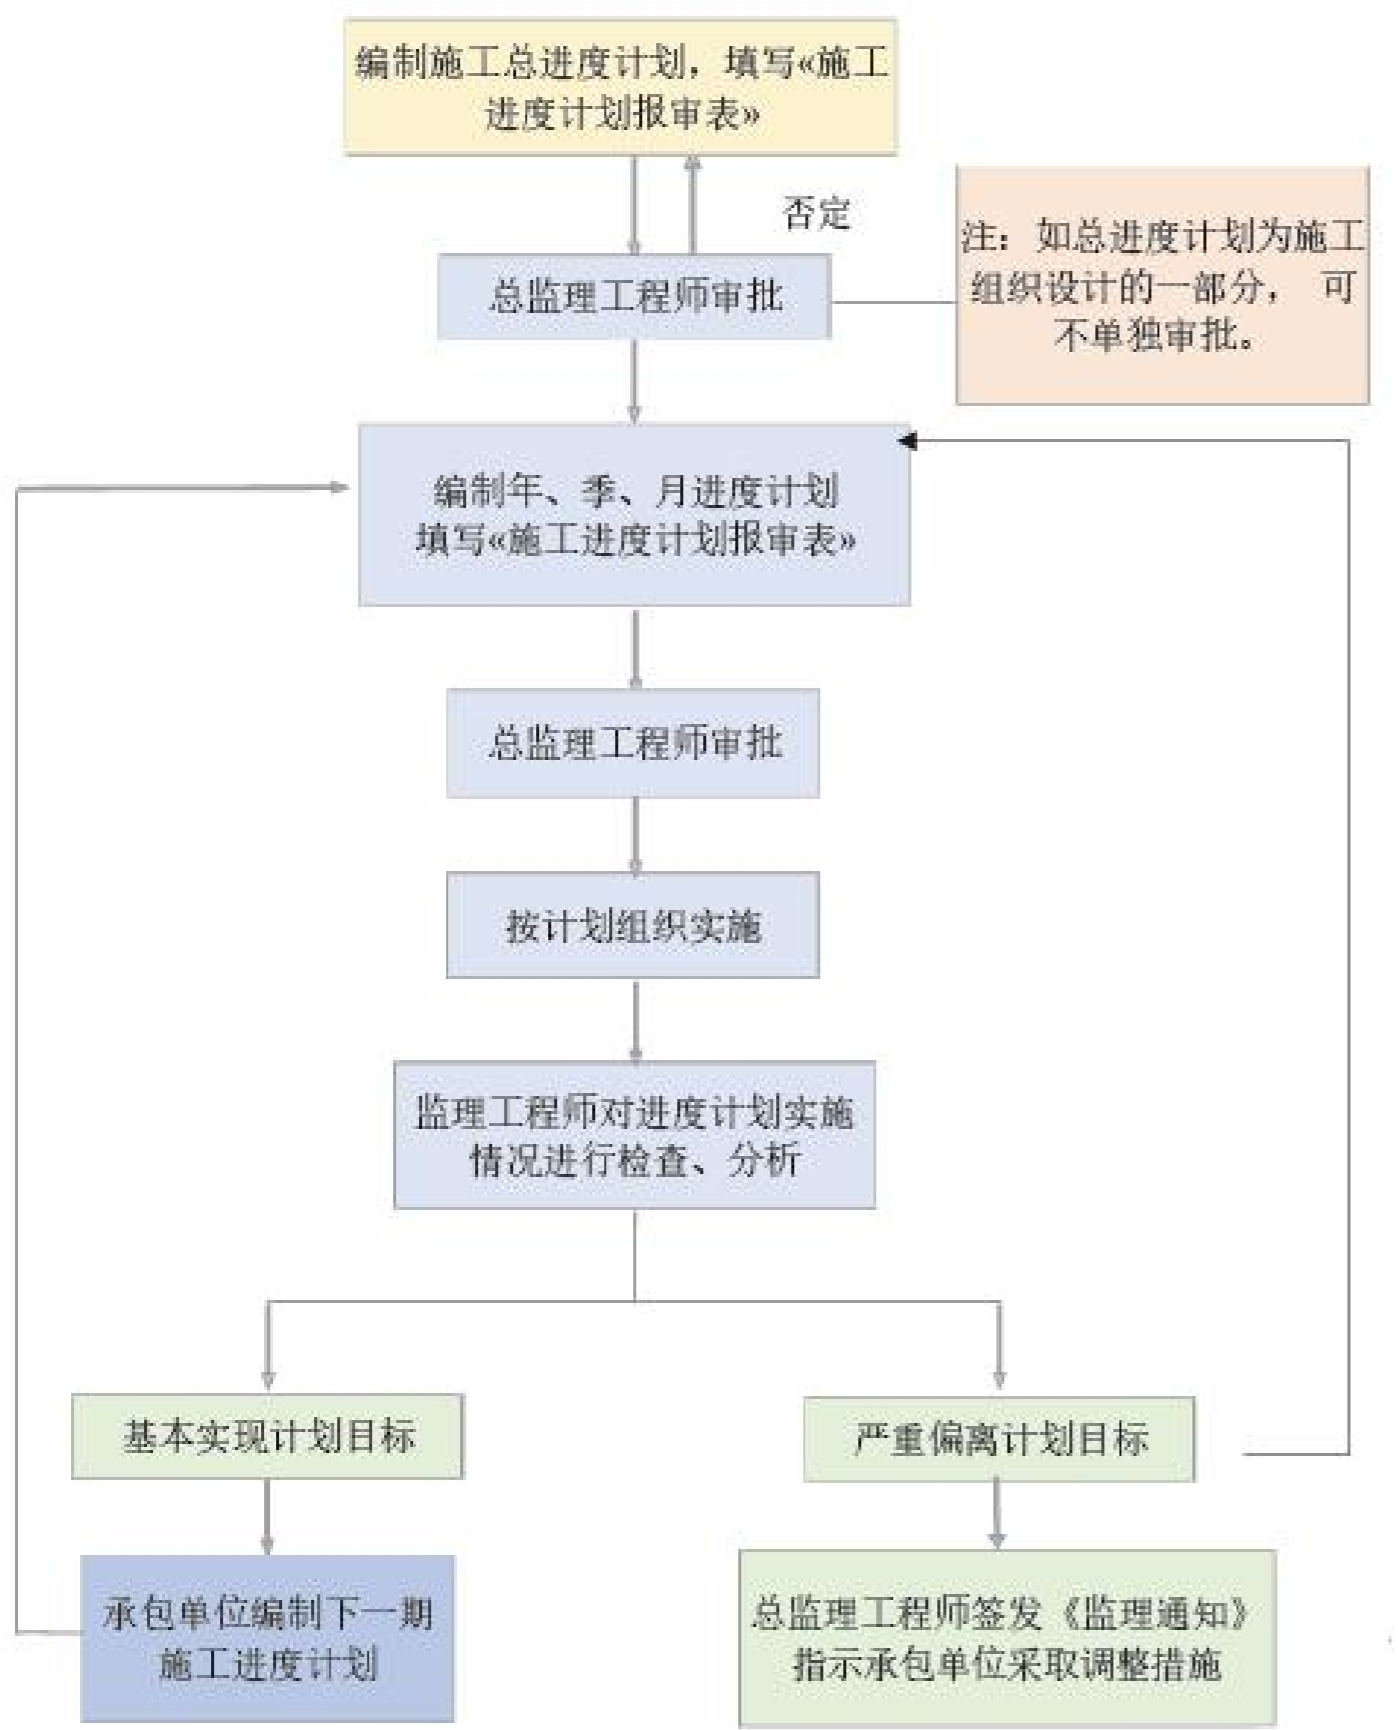 编制施工总进度计划，填写«施工
进度计划报审表»
否定
总监理工程师审批
注：如总进度计划为施工
组织设计的一部分， 可
不单独审批。
编制年、季、月进度计划
填写«施工进度计划报审表»
总监理工程师审批
按计划组织实施
监理工程师对进度计划实施
情况进行检查、分析
基本实现计划目标
严重偏离计划目标
承包单位编制下一期
施工进度计划
总监理工程师签发《监理通知》
指示承包单位采取调整措施